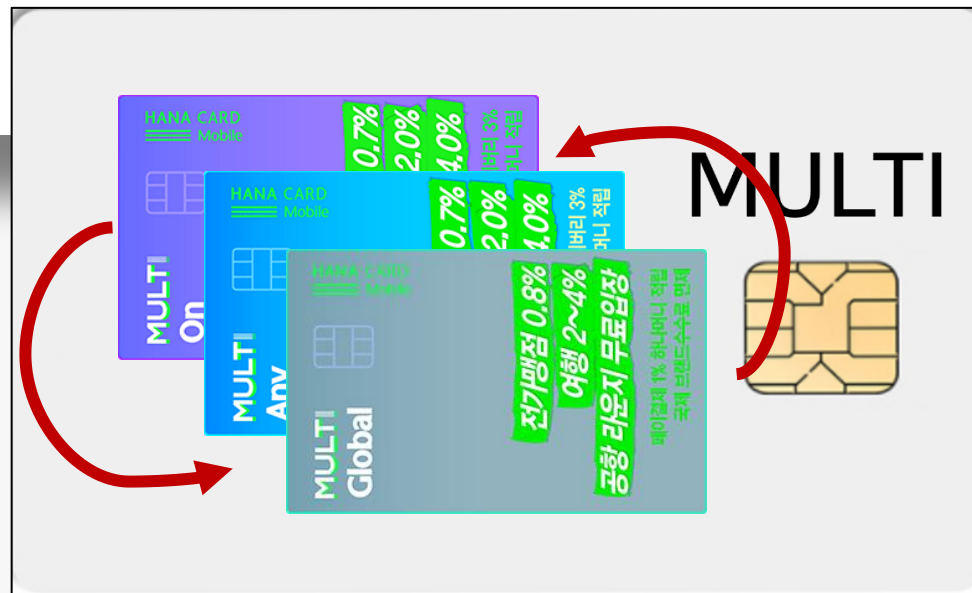 MULTI
HANA CARD
Mobile
0.7%
2.0%
4.0%
MULTI
On
HANA CARD
Mobile
0.7%
2.0%
4.0%
적립
MULTI
Any
HANA CARD
Mobile
전가맹점 0.8%
여행 2~4%
공항 라운지 무료입장
페이결제 1% 하나머니 적립
국제 브랜드수수료 면제
MULTI
Global